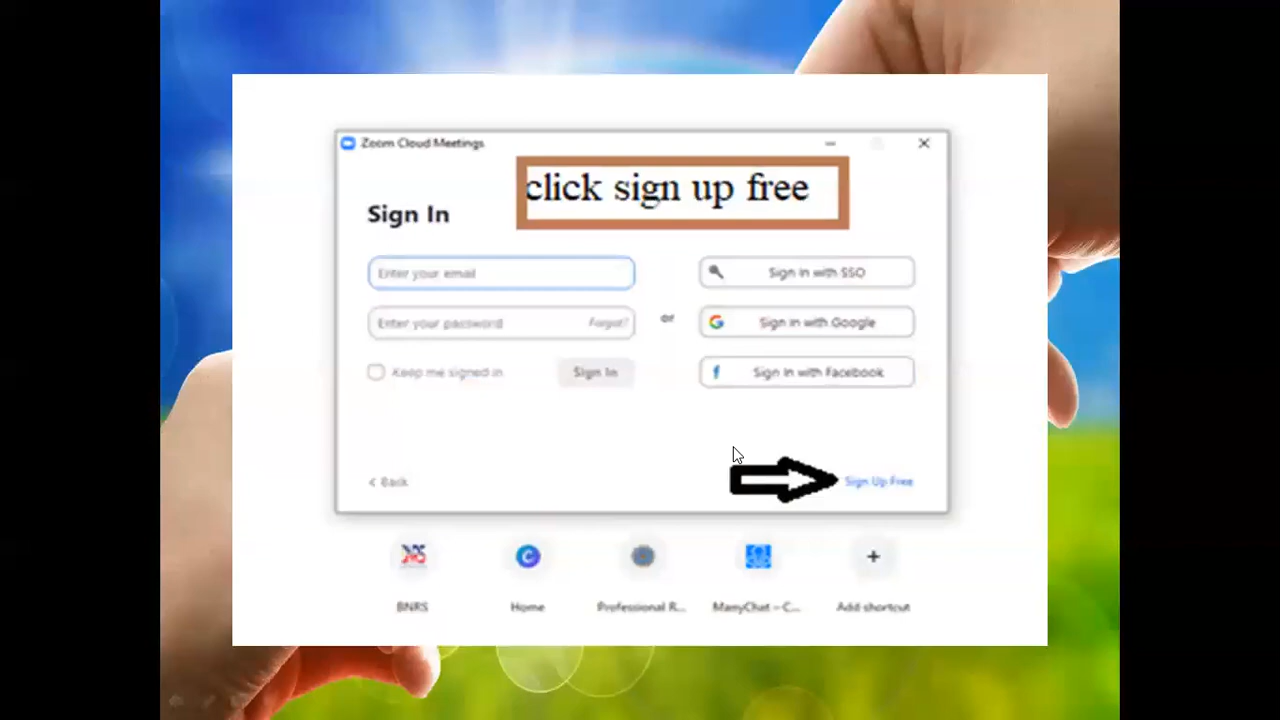 Zoom Cloud Meetings
click sign up free
Sign In
Enter your email
Sign In with SSO
Enter your password
Forgot?
or
Sign In with Google
Keep me signed in
Sign In
Sign In with Facebook
< Back
Sign Up Free
BNRS
Home
Professional R...
ManyChat – C...
Add shortcut